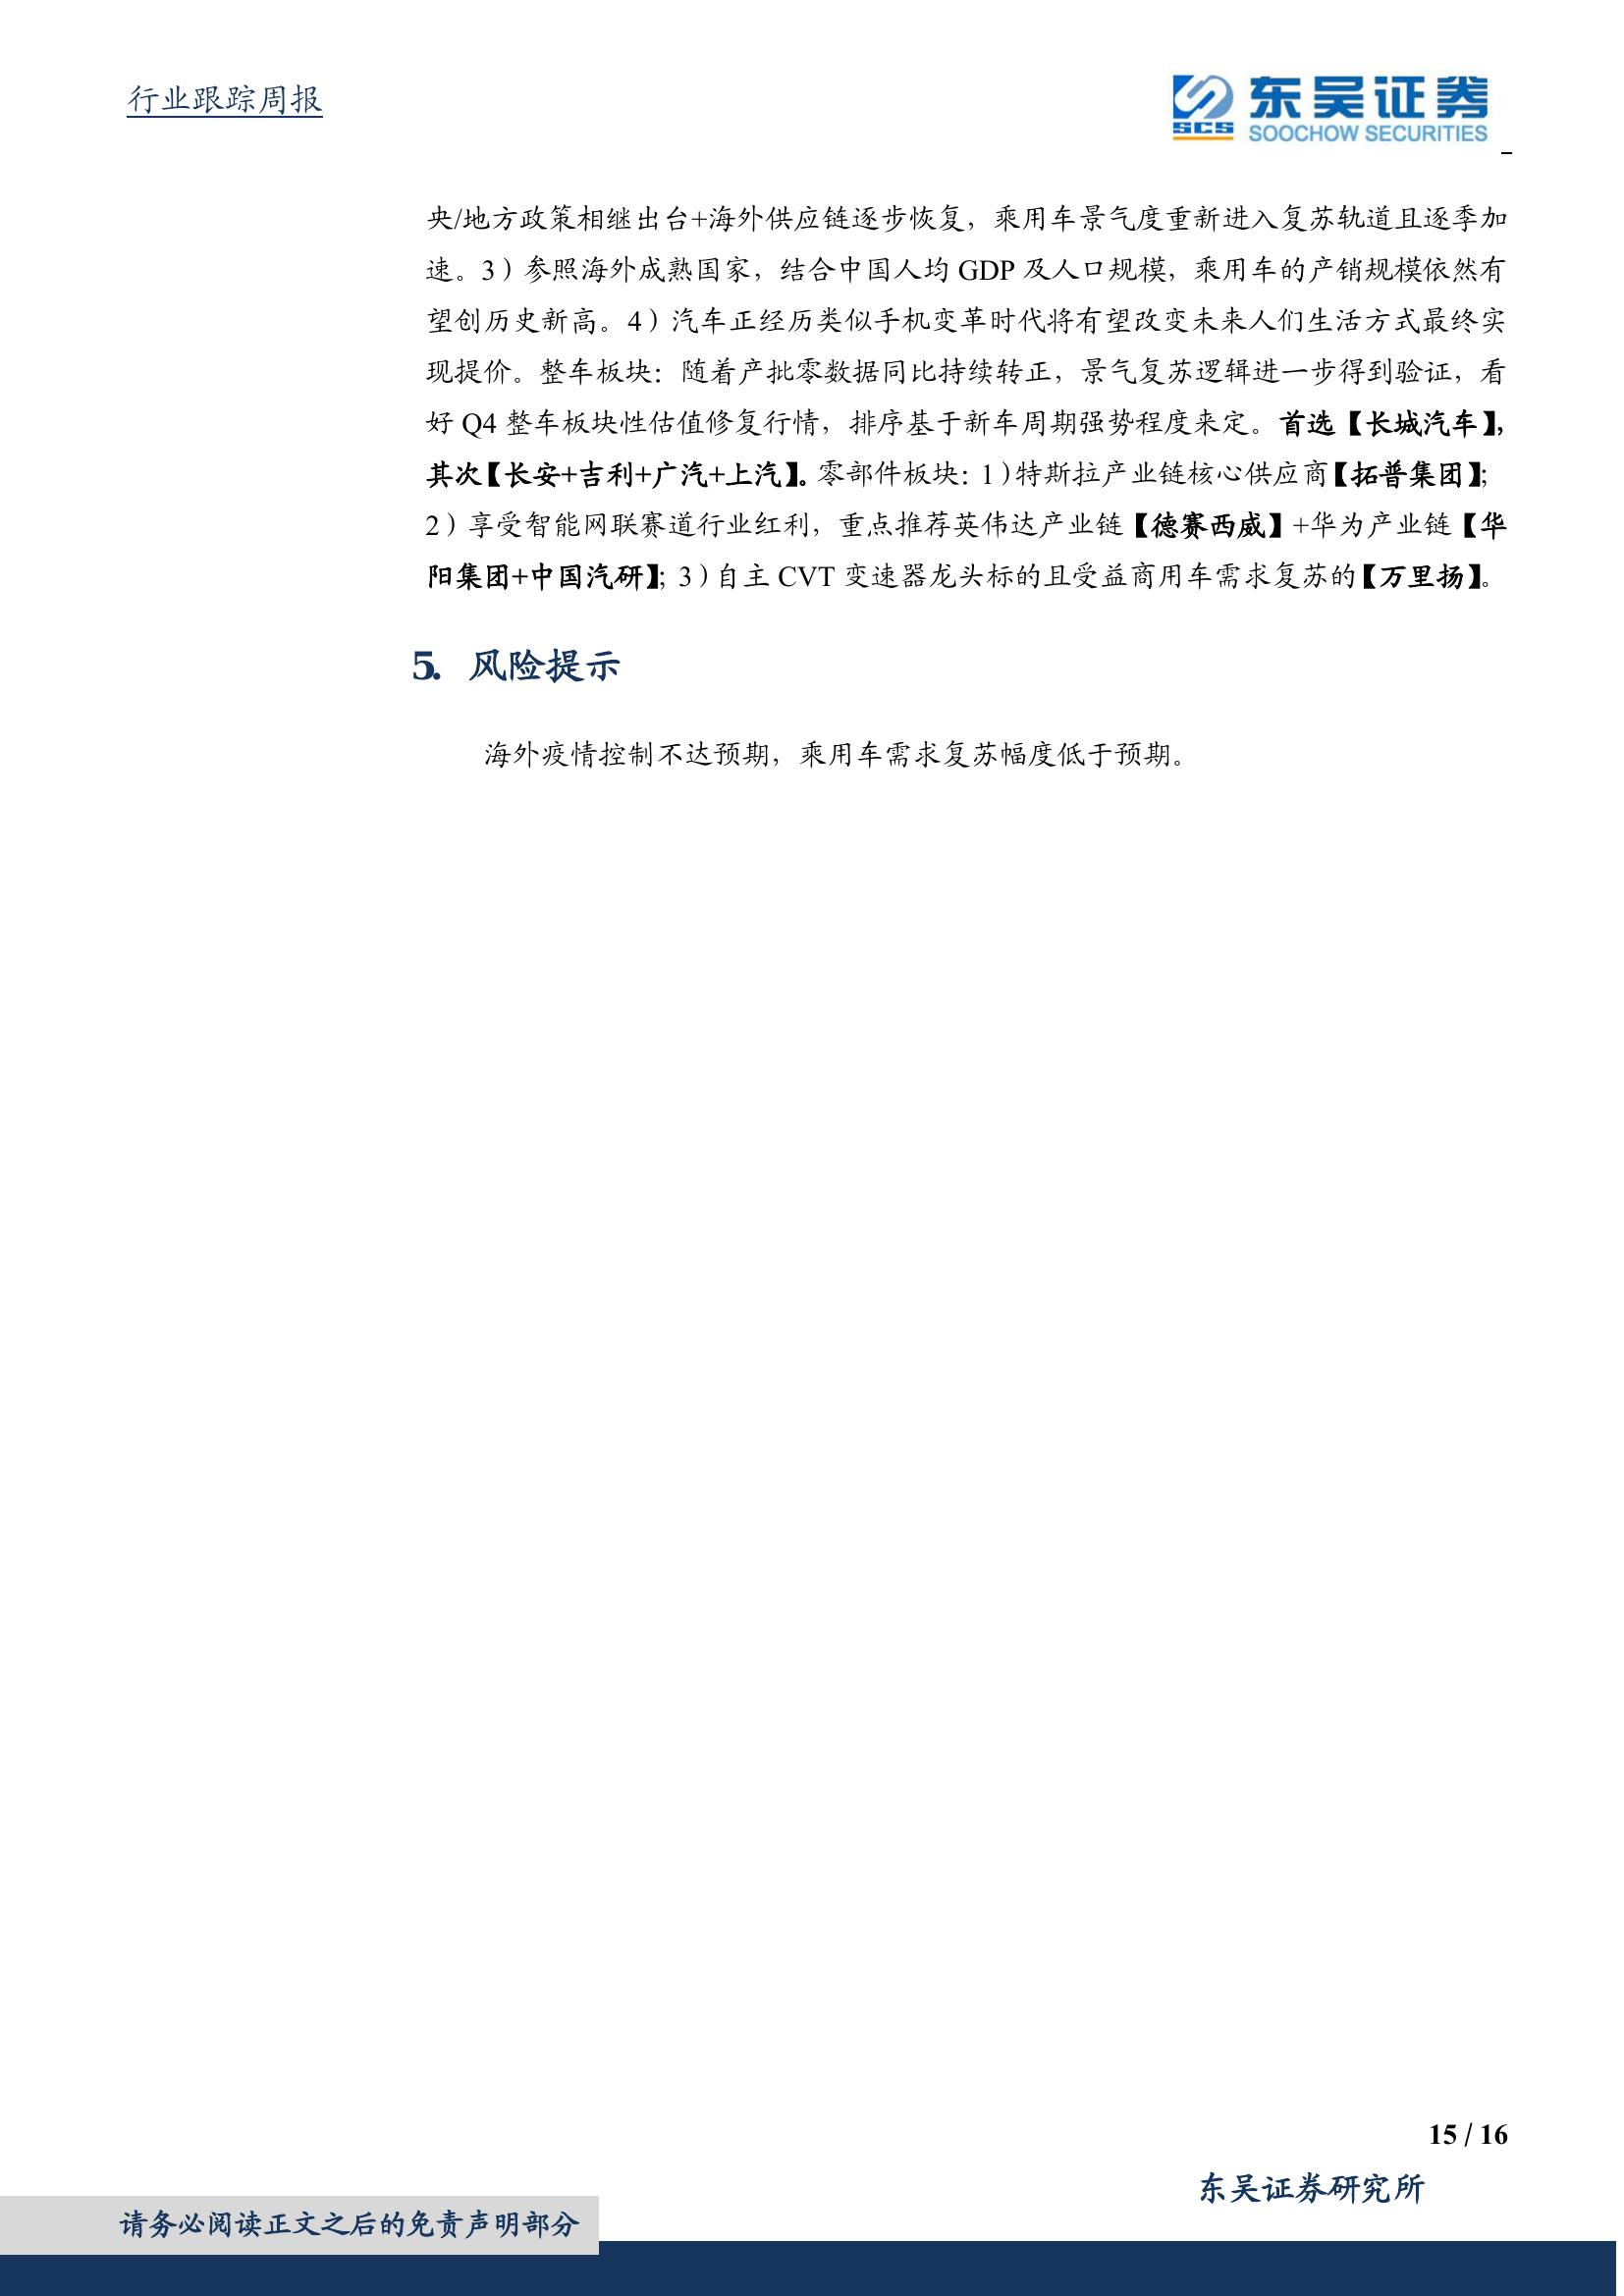 行业跟踪周报
东吴证券
SCS
SOOCHOW SECURITIES
央/地方政策相继出台+海外供应链逐步恢复，乘用车景气度重新进入复苏轨道且逐季加
速。3）参照海外成熟国家，结合中国人均 GDP 及人口规模，乘用车的产销规模依然有
望创历史新高。4）汽车正经历类似手机变革时代将有望改变未来人们生活方式最终实
现提价。整车板块：随着产批零数据同比持续转正，景气复苏逻辑进一步得到验证，看
好 Q4 整车板块性估值修复行情，排序基于新车周期强势程度来定。首选【长城汽车】，
其次【长安+吉利+广汽+上汽】。零部件板块：1）特斯拉产业链核心供应商【拓普集团】；
2）享受智能网联赛道行业红利，重点推荐英伟达产业链【德赛西威】+华为产业链【华
阳集团+中国汽研】；3）自主 CVT 变速器龙头标的且受益商用车需求复苏的【万里扬】。
5. 风险提示
海外疫情控制不达预期，乘用车需求复苏幅度低于预期。
15 / 16
东吴证券研究所
请务必阅读正文之后的免责声明部分